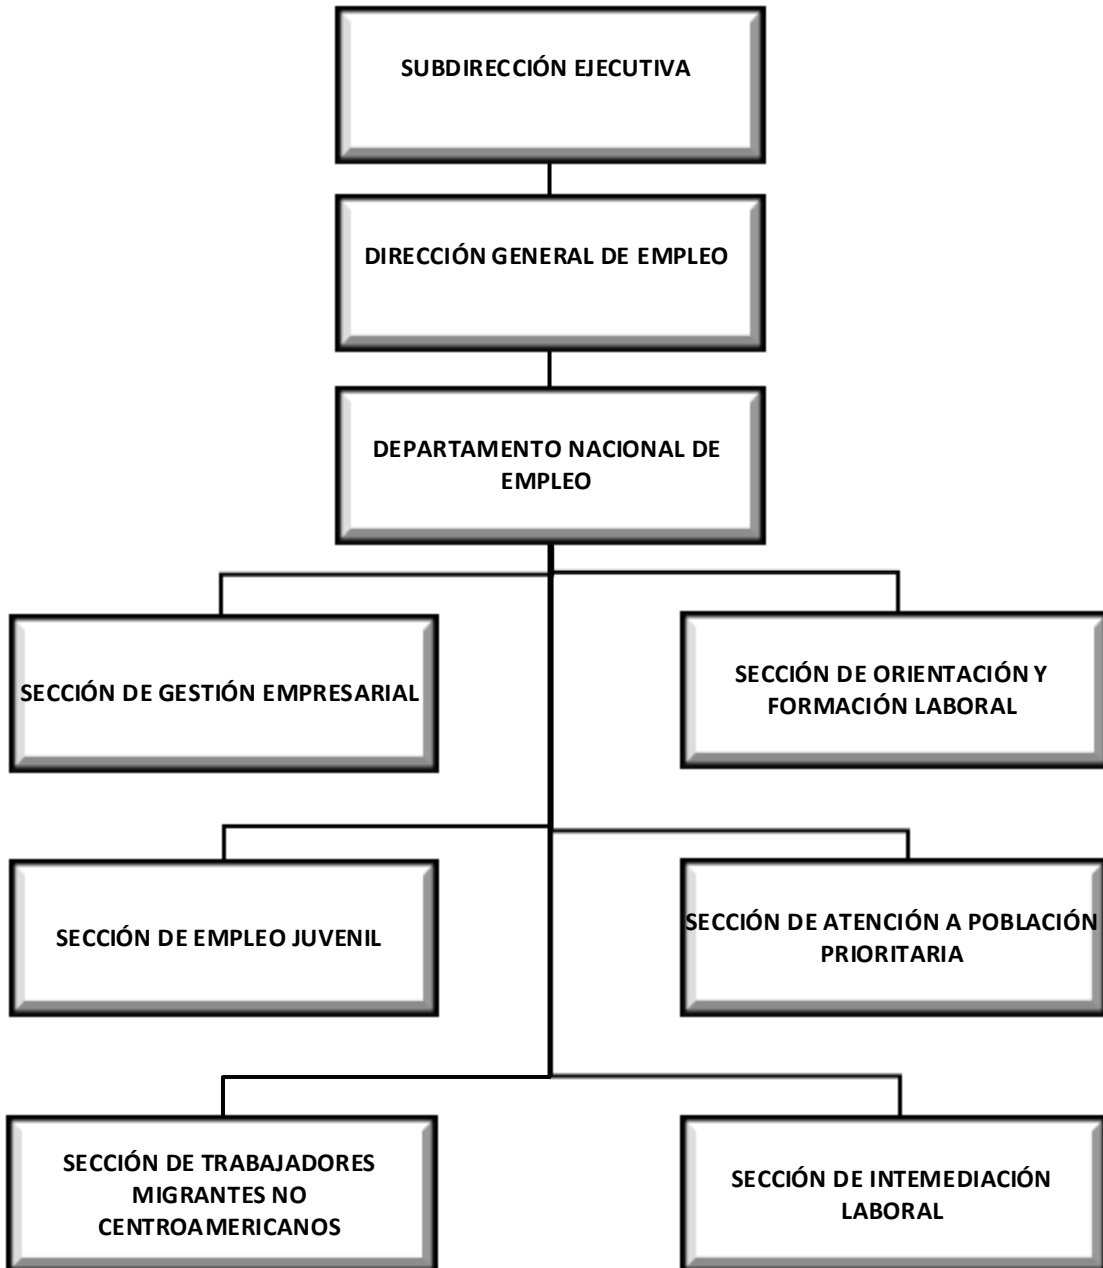 SUBDIRECCIÓN EJECUTIVA
DIRECCIÓN GENERAL DE EMPLEO
DEPARTAMENTO NACIONAL DE
EMPLEO
SECCIÓN DE GESTIÓN EMPRESARIAL
SECCIÓN DE ORIENTACIÓN Y
FORMACIÓN LABORAL
SECCIÓN DE EMPLEO JUVENIL
SECCIÓN DE ATENCIÓN A POBLACIÓN
PRIORITARIA
SECCIÓN DE TRABAJADORES
MIGRANTES NO
CENTROAMERICANOS
SECCIÓN DE INTEMEDIACIÓN
LABORAL